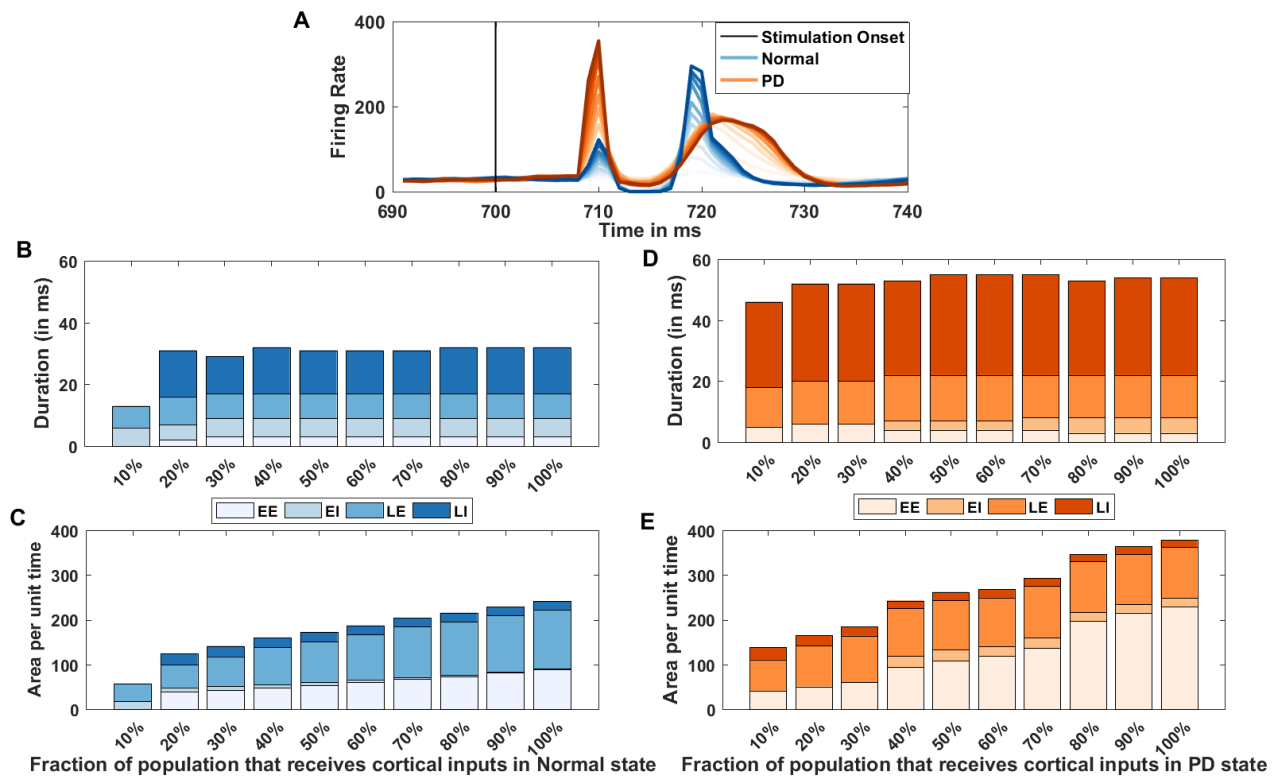 A
Firing Rate
400
200
0
690 700 710 720 730 740
Time in ms
Stimulation Onset
Normal
PD
B
Duration (in ms)
60
40
20
0
10% 20% 30% 40% 50% 60% 70% 80% 90% 100%
D
Duration (in ms)
60
40
20
0
10% 20% 30% 40% 50% 60% 70% 80% 90% 100%
EE EI LE LI
EE EI LE LI
C
Area per unit time
400
300
200
100
0
10% 20% 30% 40% 50% 60% 70% 80% 90% 100%
Fraction of population that receives cortical inputs in Normal state
E
Area per unit time
400
300
200
100
0
10% 20% 30% 40% 50% 60% 70% 80% 90% 100%
Fraction of population that receives cortical inputs in PD state